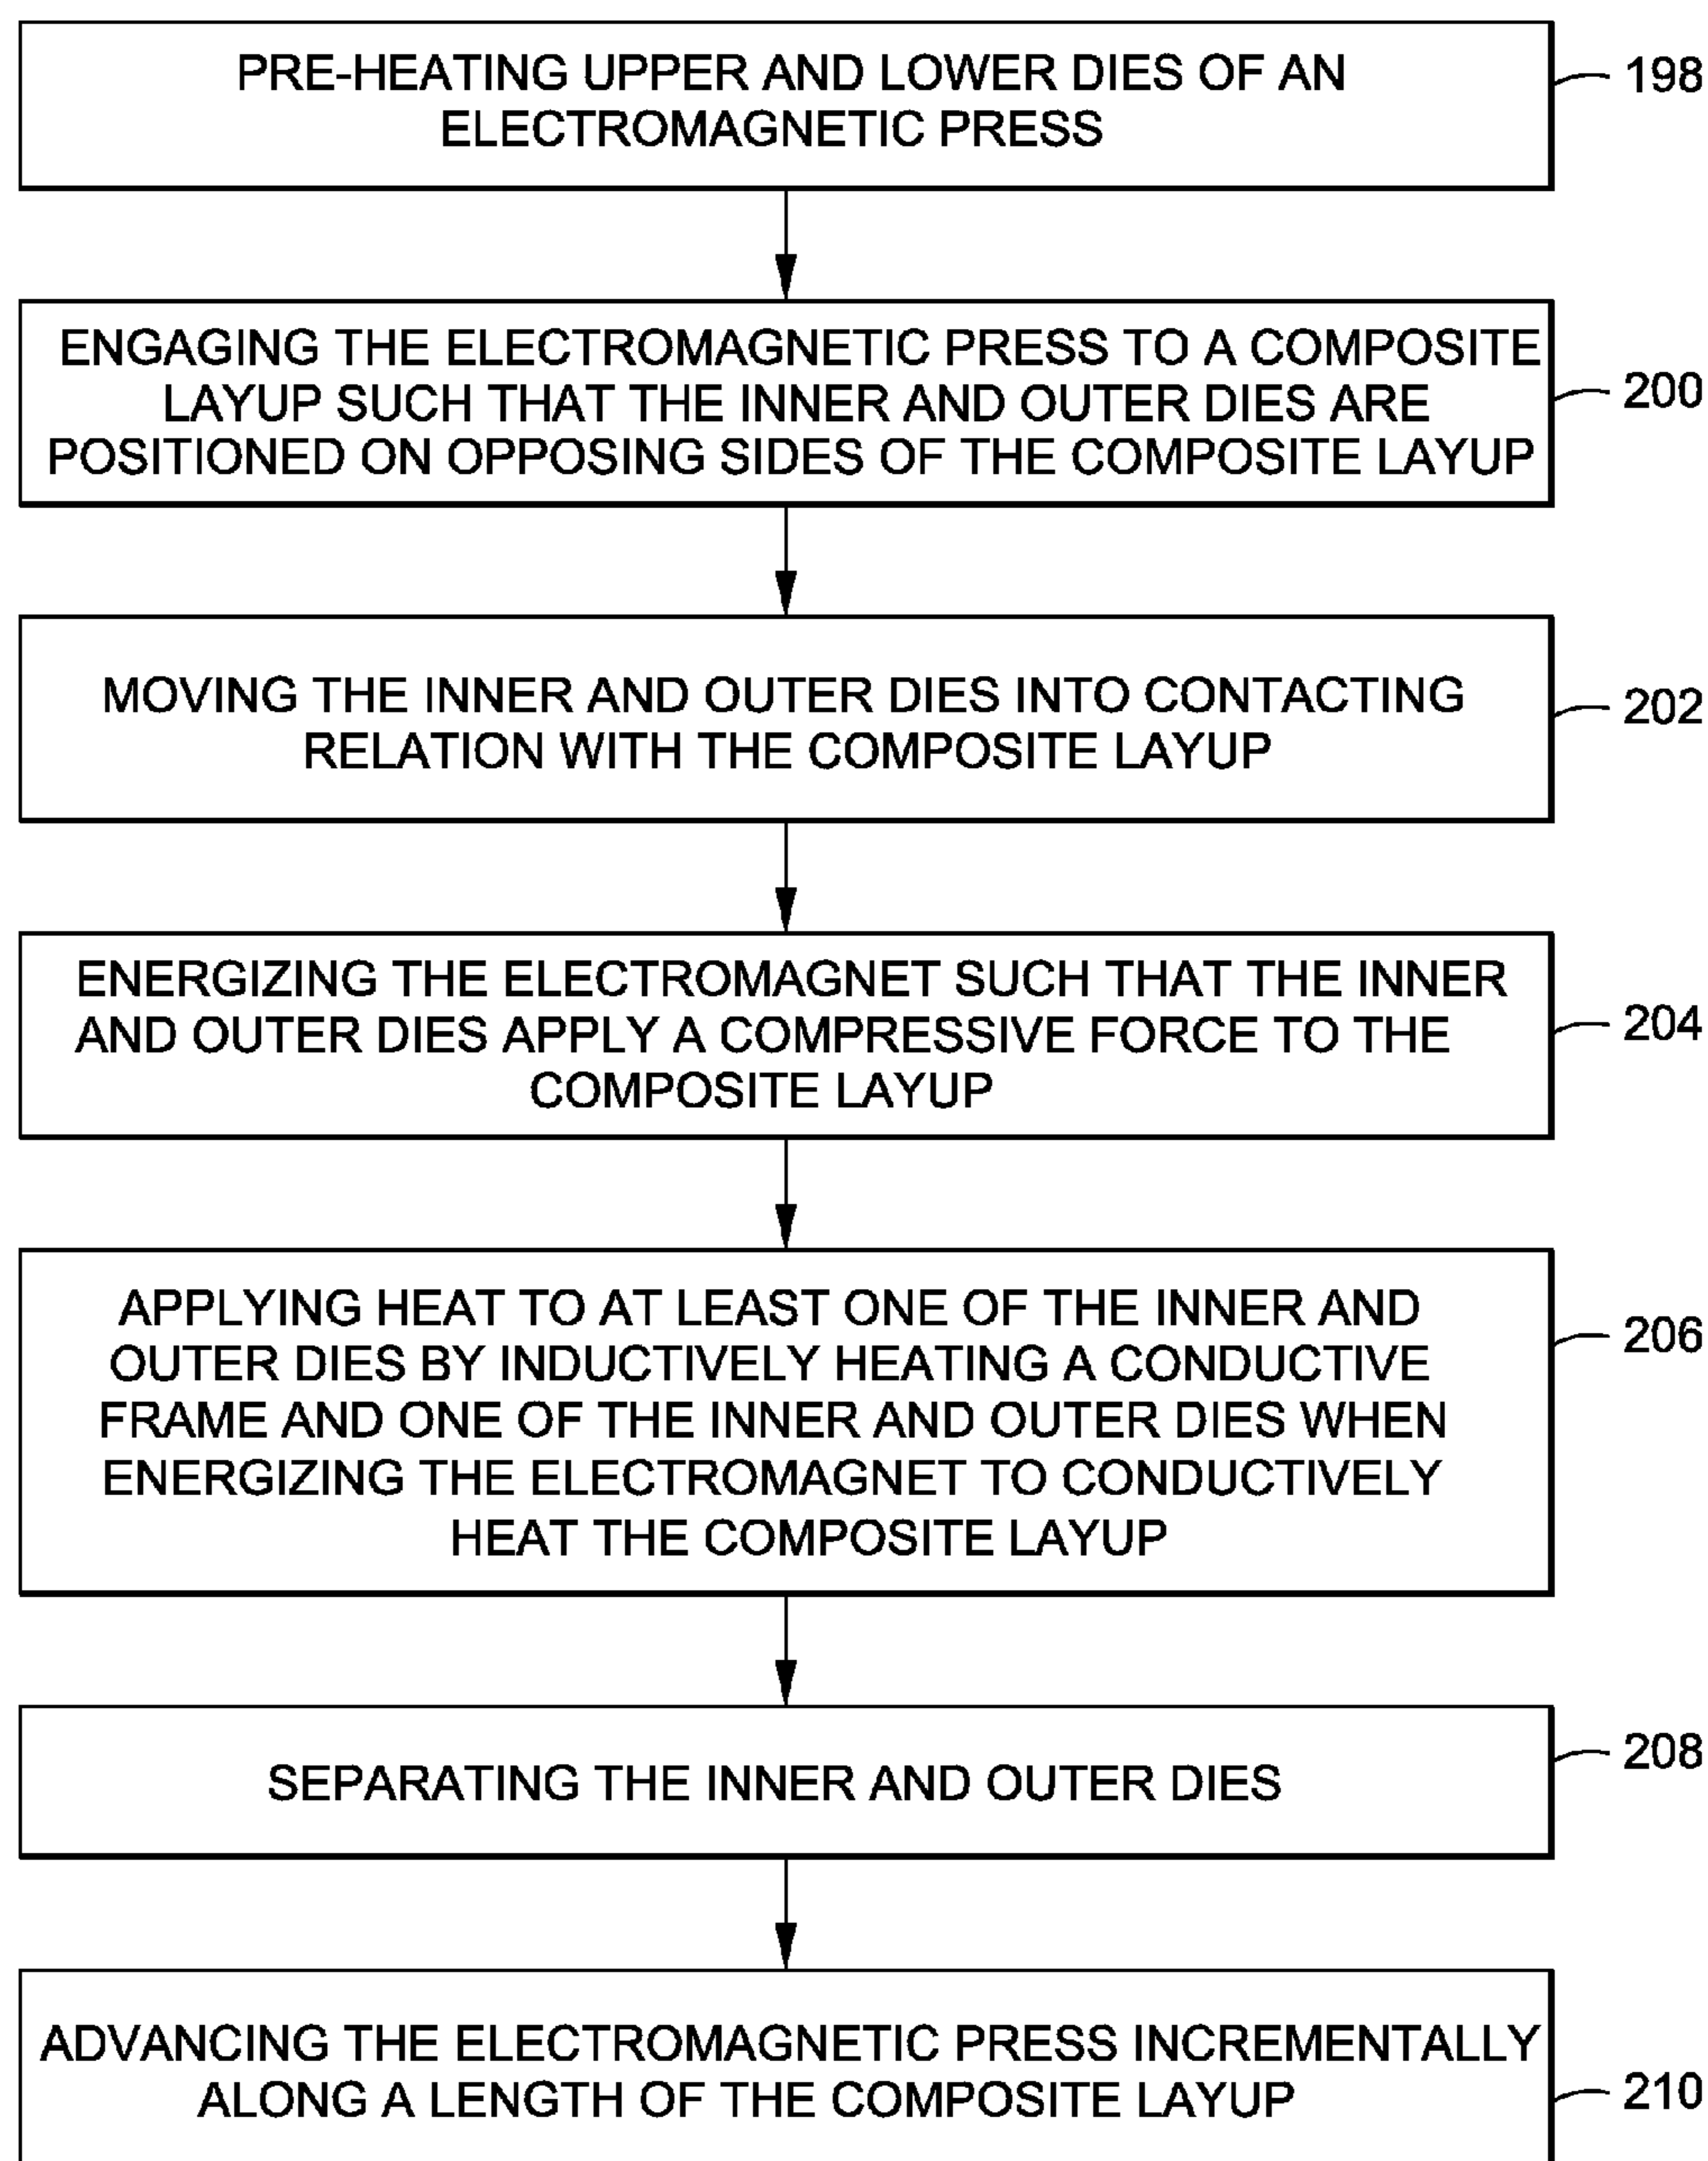 PRE-HEATING UPPER AND LOWER DIES OF AN
ELECTROMAGNETIC PRESS
198
ENGAGING THE ELECTROMAGNETIC PRESS TO A COMPOSITE
LAYUP SUCH THAT THE INNER AND OUTER DIES ARE
POSITIONED ON OPPOSING SIDES OF THE COMPOSITE LAYUP
200
MOVING THE INNER AND OUTER DIES INTO CONTACTING
RELATION WITH THE COMPOSITE LAYUP
202
ENERGIZING THE ELECTROMAGNET SUCH THAT THE INNER
AND OUTER DIES APPLY A COMPRESSIVE FORCE TO THE
COMPOSITE LAYUP
204
APPLYING HEAT TO AT LEAST ONE OF THE INNER AND
OUTER DIES BY INDUCTIVELY HEATING A CONDUCTIVE
FRAME AND ONE OF THE INNER AND OUTER DIES WHEN
ENERGIZING THE ELECTROMAGNET TO CONDUCTIVELY
HEAT THE COMPOSITE LAYUP
206
SEPARATING THE INNER AND OUTER DIES
208
ADVANCING THE ELECTROMAGNETIC PRESS INCREMENTALLY
ALONG A LENGTH OF THE COMPOSITE LAYUP
210